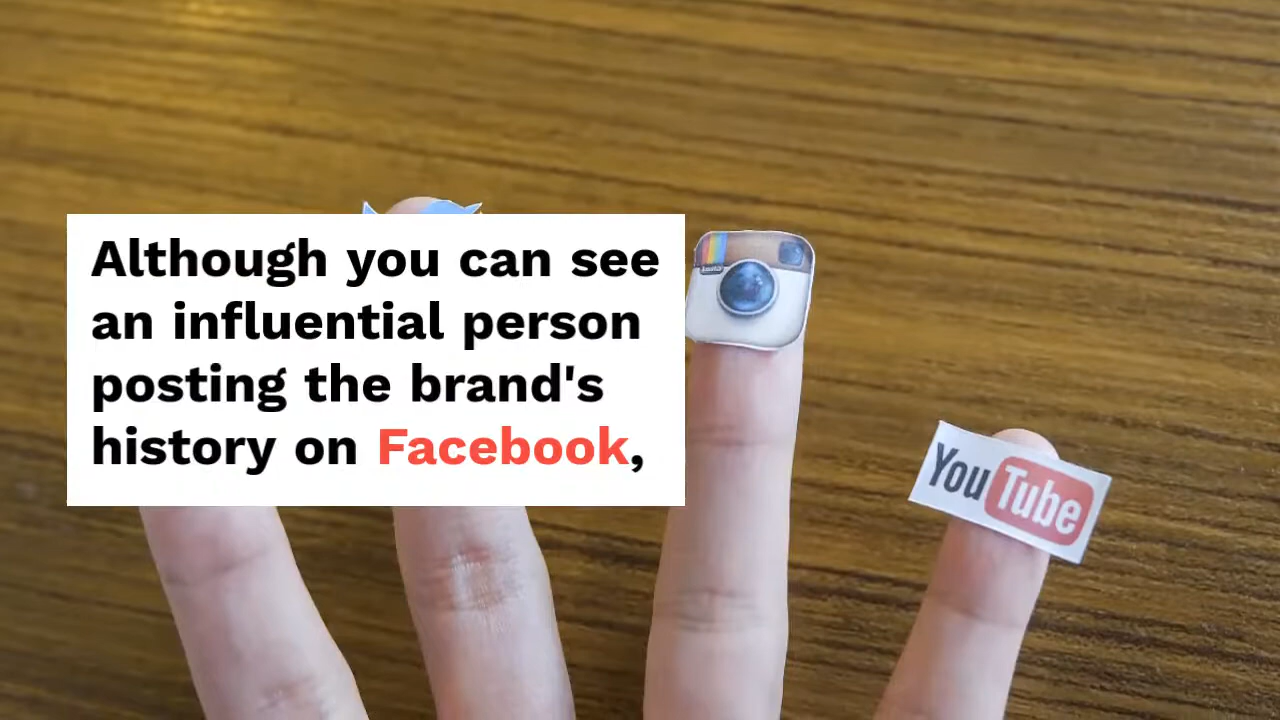 Although you can see
an influential person
posting the brand's
history on Facebook,
YouTube